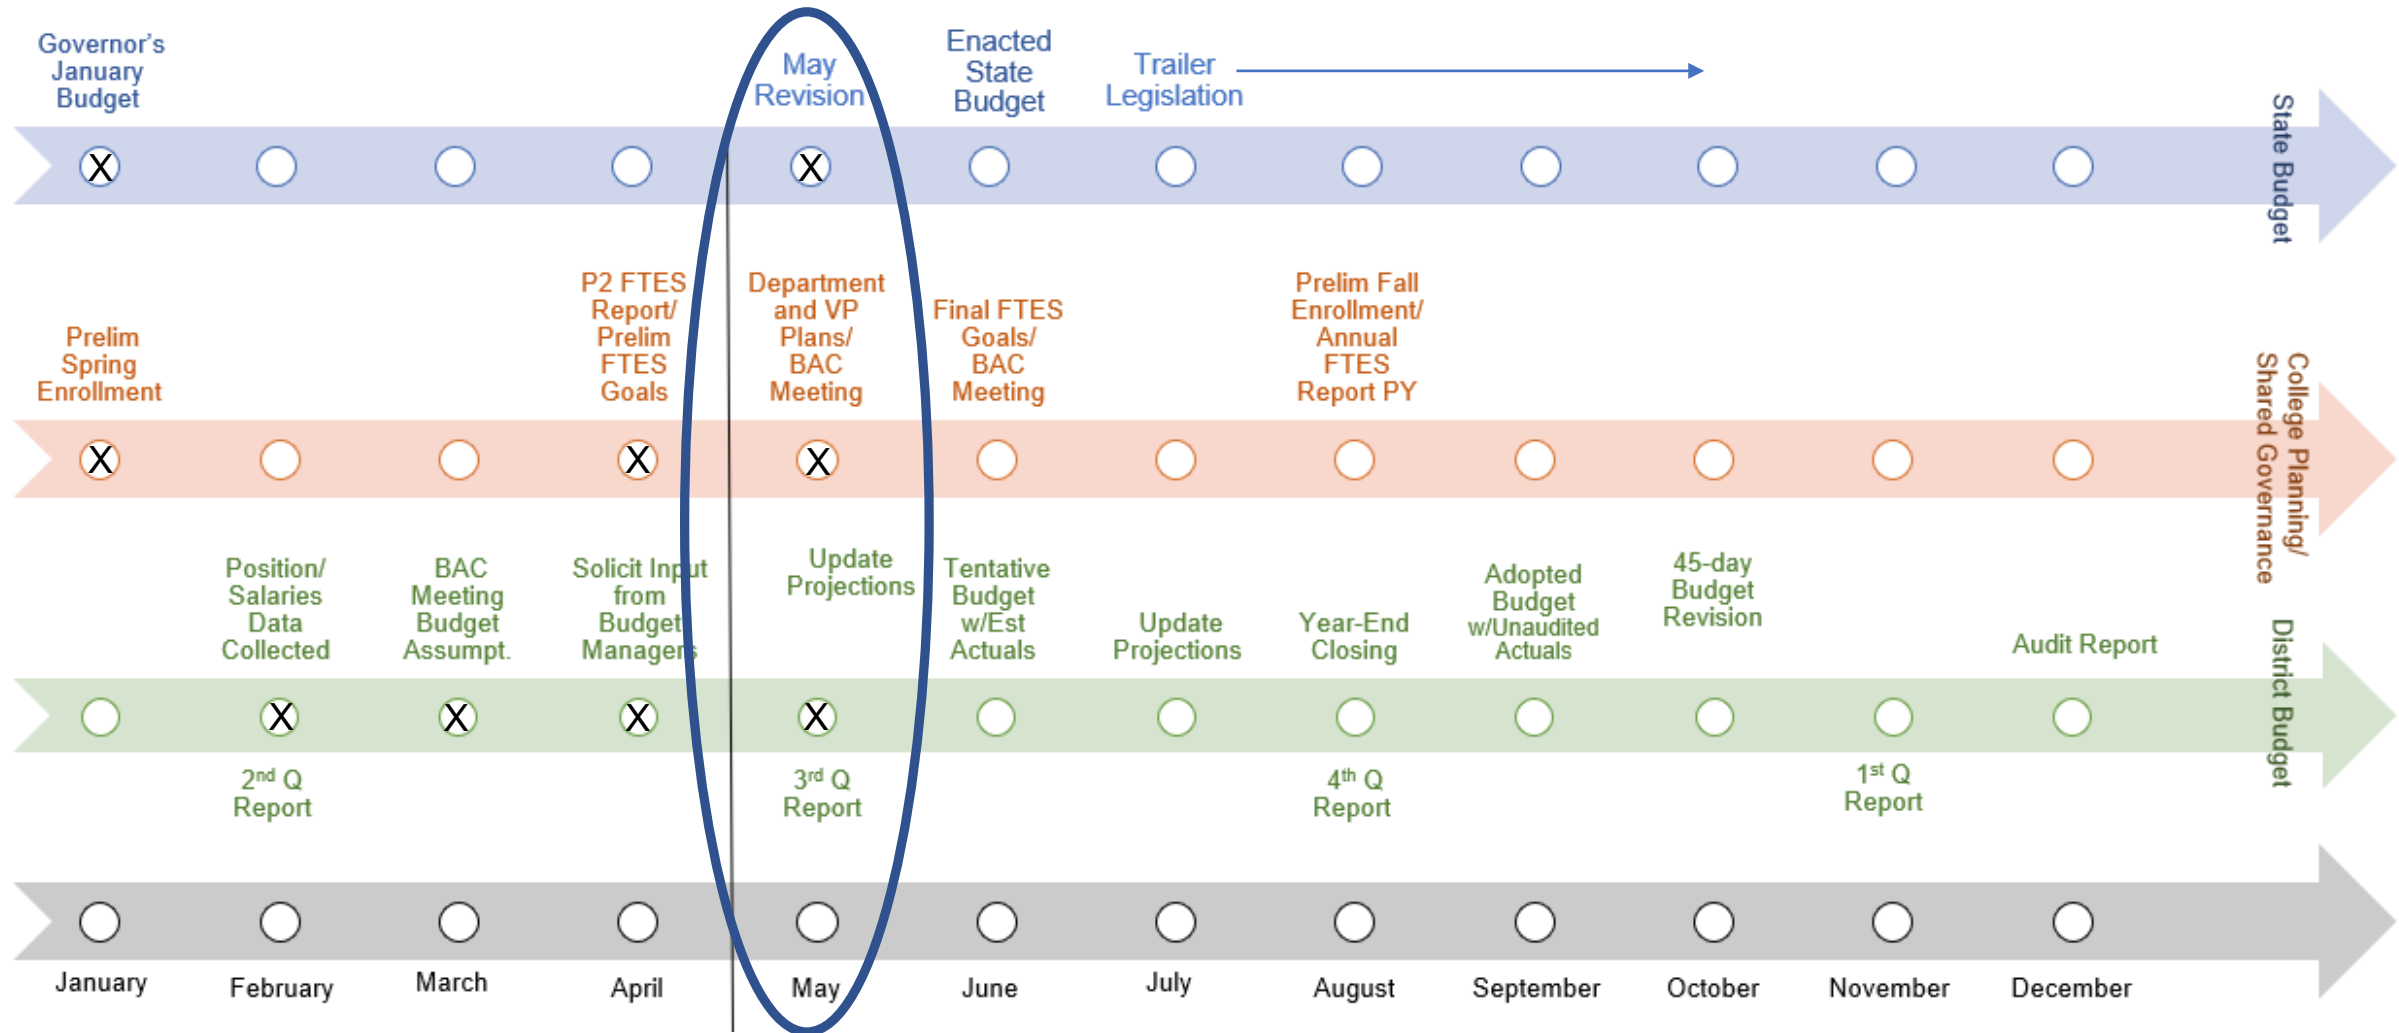 Governor's
January
Budget
May
Revision
Enacted
State
Budget
Trailer
Legislation
X
X
State Budget
Prelim
Spring
Enrollment
P2 FTES
Report/
Prelim
FTES
Goals
Department
and VP
Plans/
BAC
Meeting
Final FTES
Goals/
BAC
Meeting
Prelim Fall
Enrollment/
Annual
FTES
Report PY
X
X
X
College Planning/
Shared Governance
Position/
Salaries
Data
Collected
BAC
Meeting
Budget
Assumpt.
Solicit Input
from
Budget
Managers
Update
Projections
Tentative
Budget
w/Est
Actuals
Update
Projections
Year-End
Closing
Adopted
Budget
w/Unaudited
Actuals
45-day
Budget
Revision
Audit Report
X
X
X
X
District Budget
2nd Q
Report
3rd Q
Report
4th Q
Report
1st Q
Report
January
February
March
April
May
June
July
August
September
October
November
December